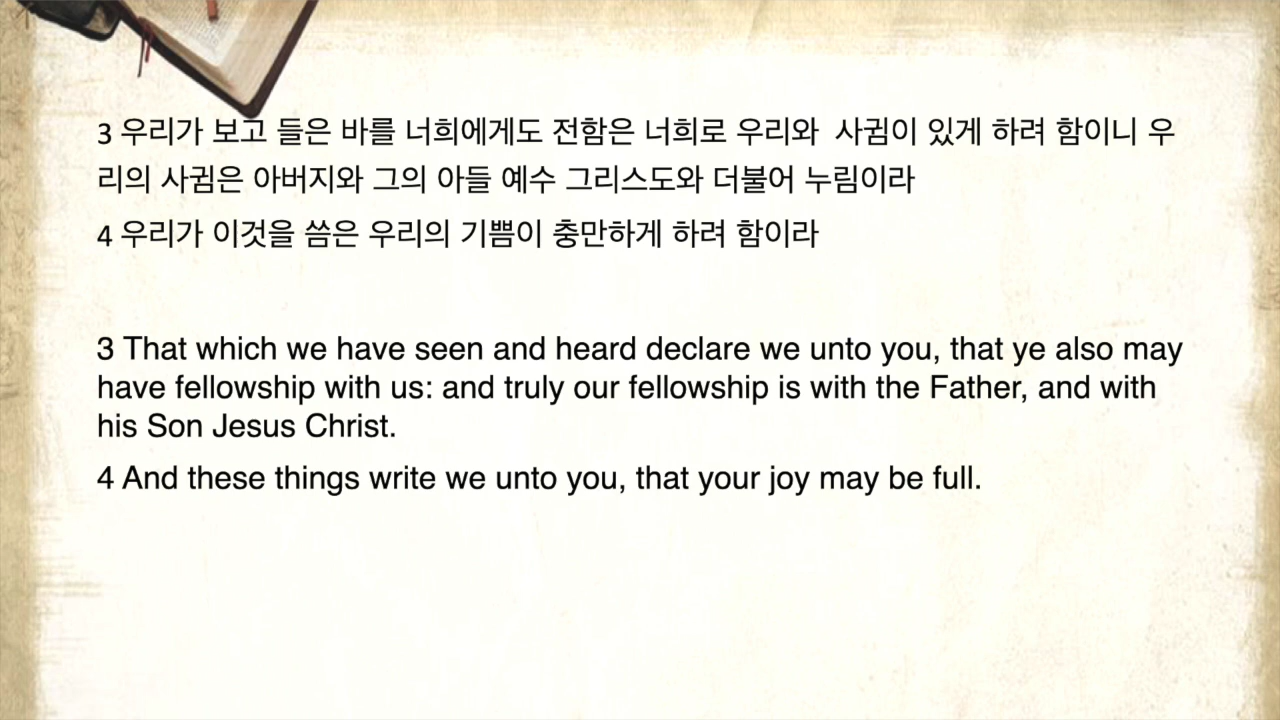 3 우리가 보고 들은 바를 너희에게도 전함은 너희로 우리와 사귐이 있게 하려 함이니 우
리의 사귐은 아버지와 그의 아들 예수 그리스도와 더불어 누림이라
4 우리가 이것을 씀은 우리의 기쁨이 충만하게 하려 함이라
3 That which we have seen and heard declare we unto you, that ye also may
have fellowship with us: and truly our fellowship is with the Father, and with
his Son Jesus Christ.
4 And these things write we unto you, that your joy may be full.